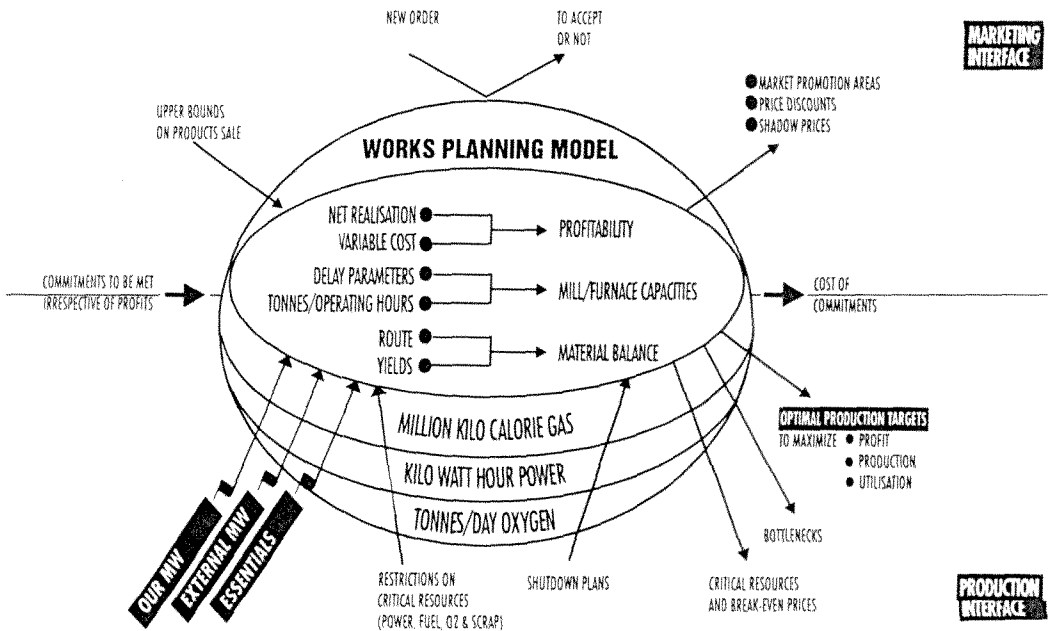 NEW ORDER
TO ACCEPT
OR NOT
MARKETING
INTERFACE
MARKET PROMOTION AREAS
PRICE DISCOUNTS
SHADOW PRICES
UPPER BOUNDS
ON PRODUCTS SALE
WORKS PLANNING MODEL
NET REALISATION
VARIABLE COST
PROFITABILITY
DELAY PARAMETERS
TONNES/OPERATING HOURS
MILL/FURNACE CAPACITIES
ROUTE
YIELDS
MATERIAL BALANCE
COMMITMENTS TO BE MET
IRRESPECTIVE OF PROFITS
COST OF
COMMITMENTS
MILLION KILO CALORIE GAS
KILO WATT HOUR POWER
TONNES/DAY OXYGEN
OPTIMAL PRODUCTION TARGETS
TO MAXIMIZE
PROFIT
PRODUCTION
UTILISATION
OUR MW
EXTERNAL MW
ESSENTIALS
RESTRICTIONS ON
CRITICAL RESOURCES
(POWER, FUEL, O2 & SCRAP)
SHUTDOWN PLANS
BOTTLENECKS
CRITICAL RESOURCES
AND BREAK-EVEN PRICES
PRODUCTION
INTERFACE